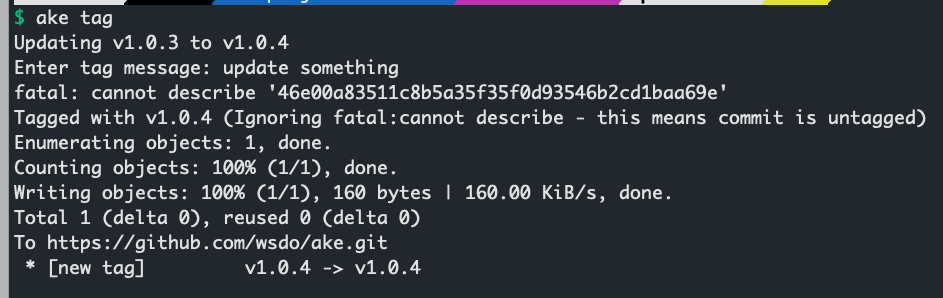 $ ake tag
Updating v1.0.3 to v1.0.4
Enter tag message: update something
fatal: cannot describe '46e00a83511c8b5a35f35f0d93546b2cd1baa69e'
Tagged with v1.0.4 (Ignoring fatal:cannot describe - this means commit is untagged)
Enumerating objects: 1, done.
Counting objects: 100% (1/1), done.
Writing objects: 100% (1/1), 160 bytes | 160.00 KiB/s, done.
Total 1 (delta 0), reused 0 (delta 0)
To https://github.com/wsdo/ake.git
 * [new tag]         v1.0.4 -> v1.0.4